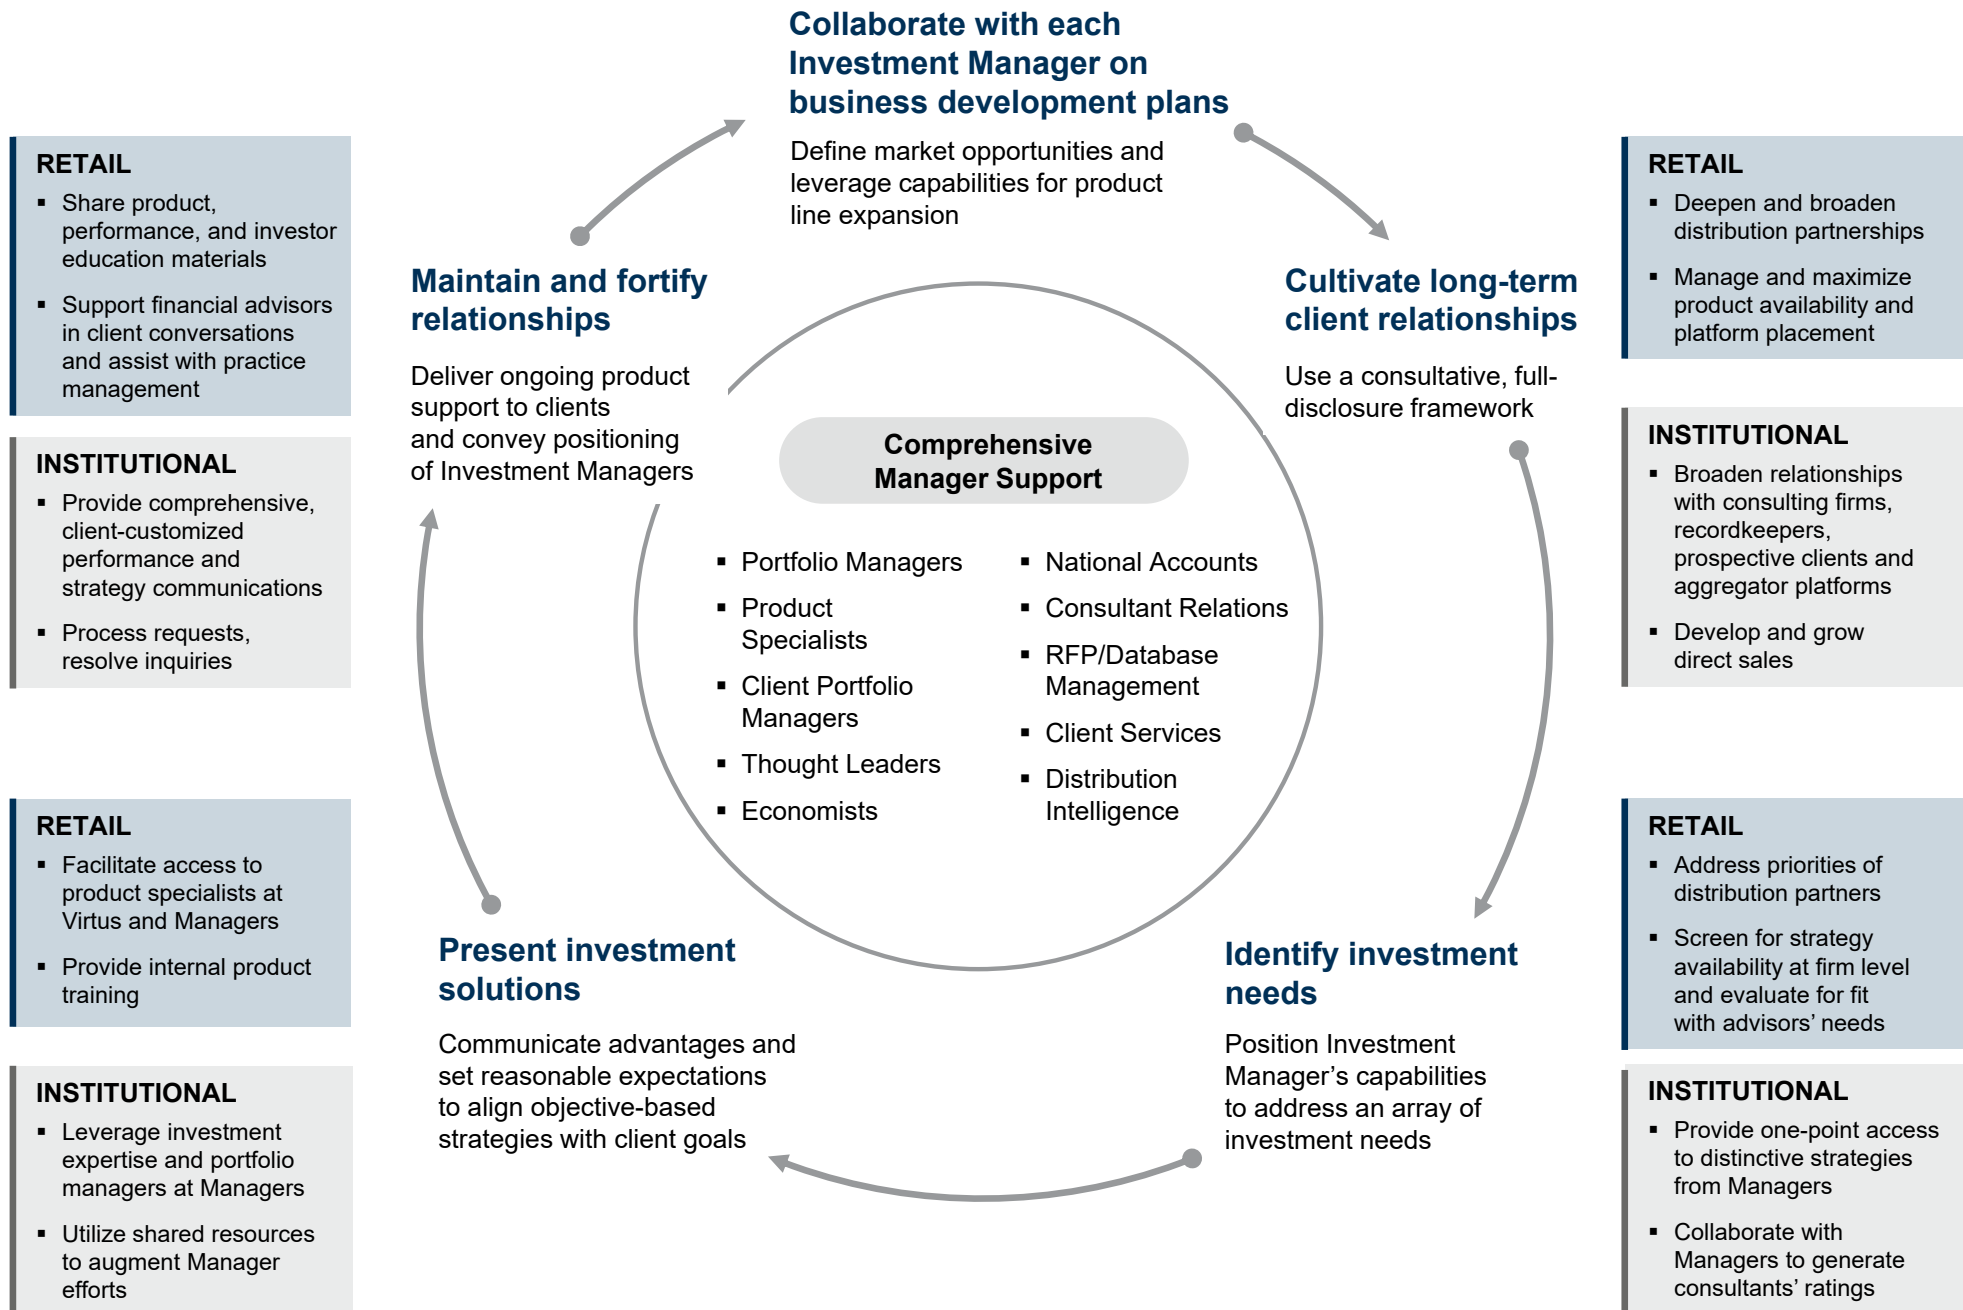 Collaborate with each
Investment Manager on
business development plans
Define market opportunities and
leverage capabilities for product
line expansion
RETAIL
▪ Share product,
performance, and investor
education materials
▪ Support financial advisors
in client conversations
and assist with practice
management
INSTITUTIONAL
▪ Provide comprehensive,
client-customized
performance and
strategy communications
▪ Process requests,
resolve inquiries
Maintain and fortify
relationships
Deliver ongoing product
support to clients
and convey positioning
of Investment Managers
Cultivate long-term
client relationships
Use a consultative, full-
disclosure framework
RETAIL
▪ Deepen and broaden
distribution partnerships
▪ Manage and maximize
product availability and
platform placement
INSTITUTIONAL
▪ Broaden relationships
with consulting firms,
recordkeepers,
prospective clients and
aggregator platforms
▪ Develop and grow
direct sales
Comprehensive
Manager Support
▪ Portfolio Managers
▪ Product
Specialists
▪ Client Portfolio
Managers
▪ Thought Leaders
▪ Economists
▪ National Accounts
▪ Consultant Relations
▪ RFP/Database
Management
▪ Client Services
▪ Distribution
Intelligence
RETAIL
▪ Facilitate access to
product specialists at
Virtus and Managers
▪ Provide internal product
training
INSTITUTIONAL
▪ Leverage investment
expertise and portfolio
managers at Managers
▪ Utilize shared resources
to augment Manager
efforts
Present investment
solutions
Communicate advantages and
set reasonable expectations
to align objective-based
strategies with client goals
Identify investment
needs
Position Investment
Manager’s capabilities
to address an array of
investment needs
RETAIL
▪ Address priorities of
distribution partners
▪ Screen for strategy
availability at firm level
and evaluate for fit
with advisors’ needs
INSTITUTIONAL
▪ Provide one-point access
to distinctive strategies
from Managers
▪ Collaborate with
Managers to generate
consultants’ ratings